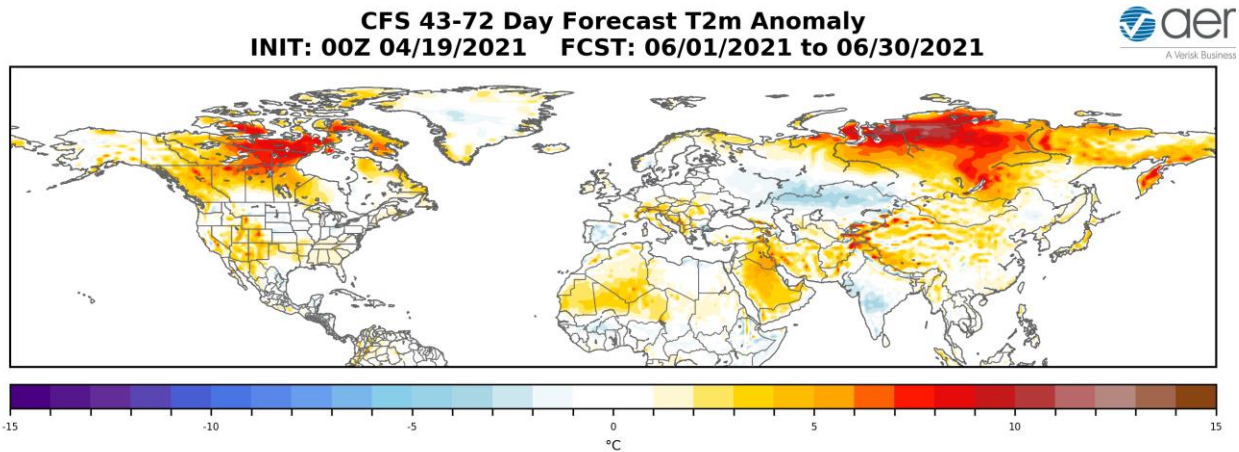 CFS 43-72 Day Forecast T2m Anomaly
INIT: 00Z 04/19/2021 FCST: 06/01/2021 to 06/30/2021
aer
A Verisk Business
-15 -10 -5 0 5 10 15
°C